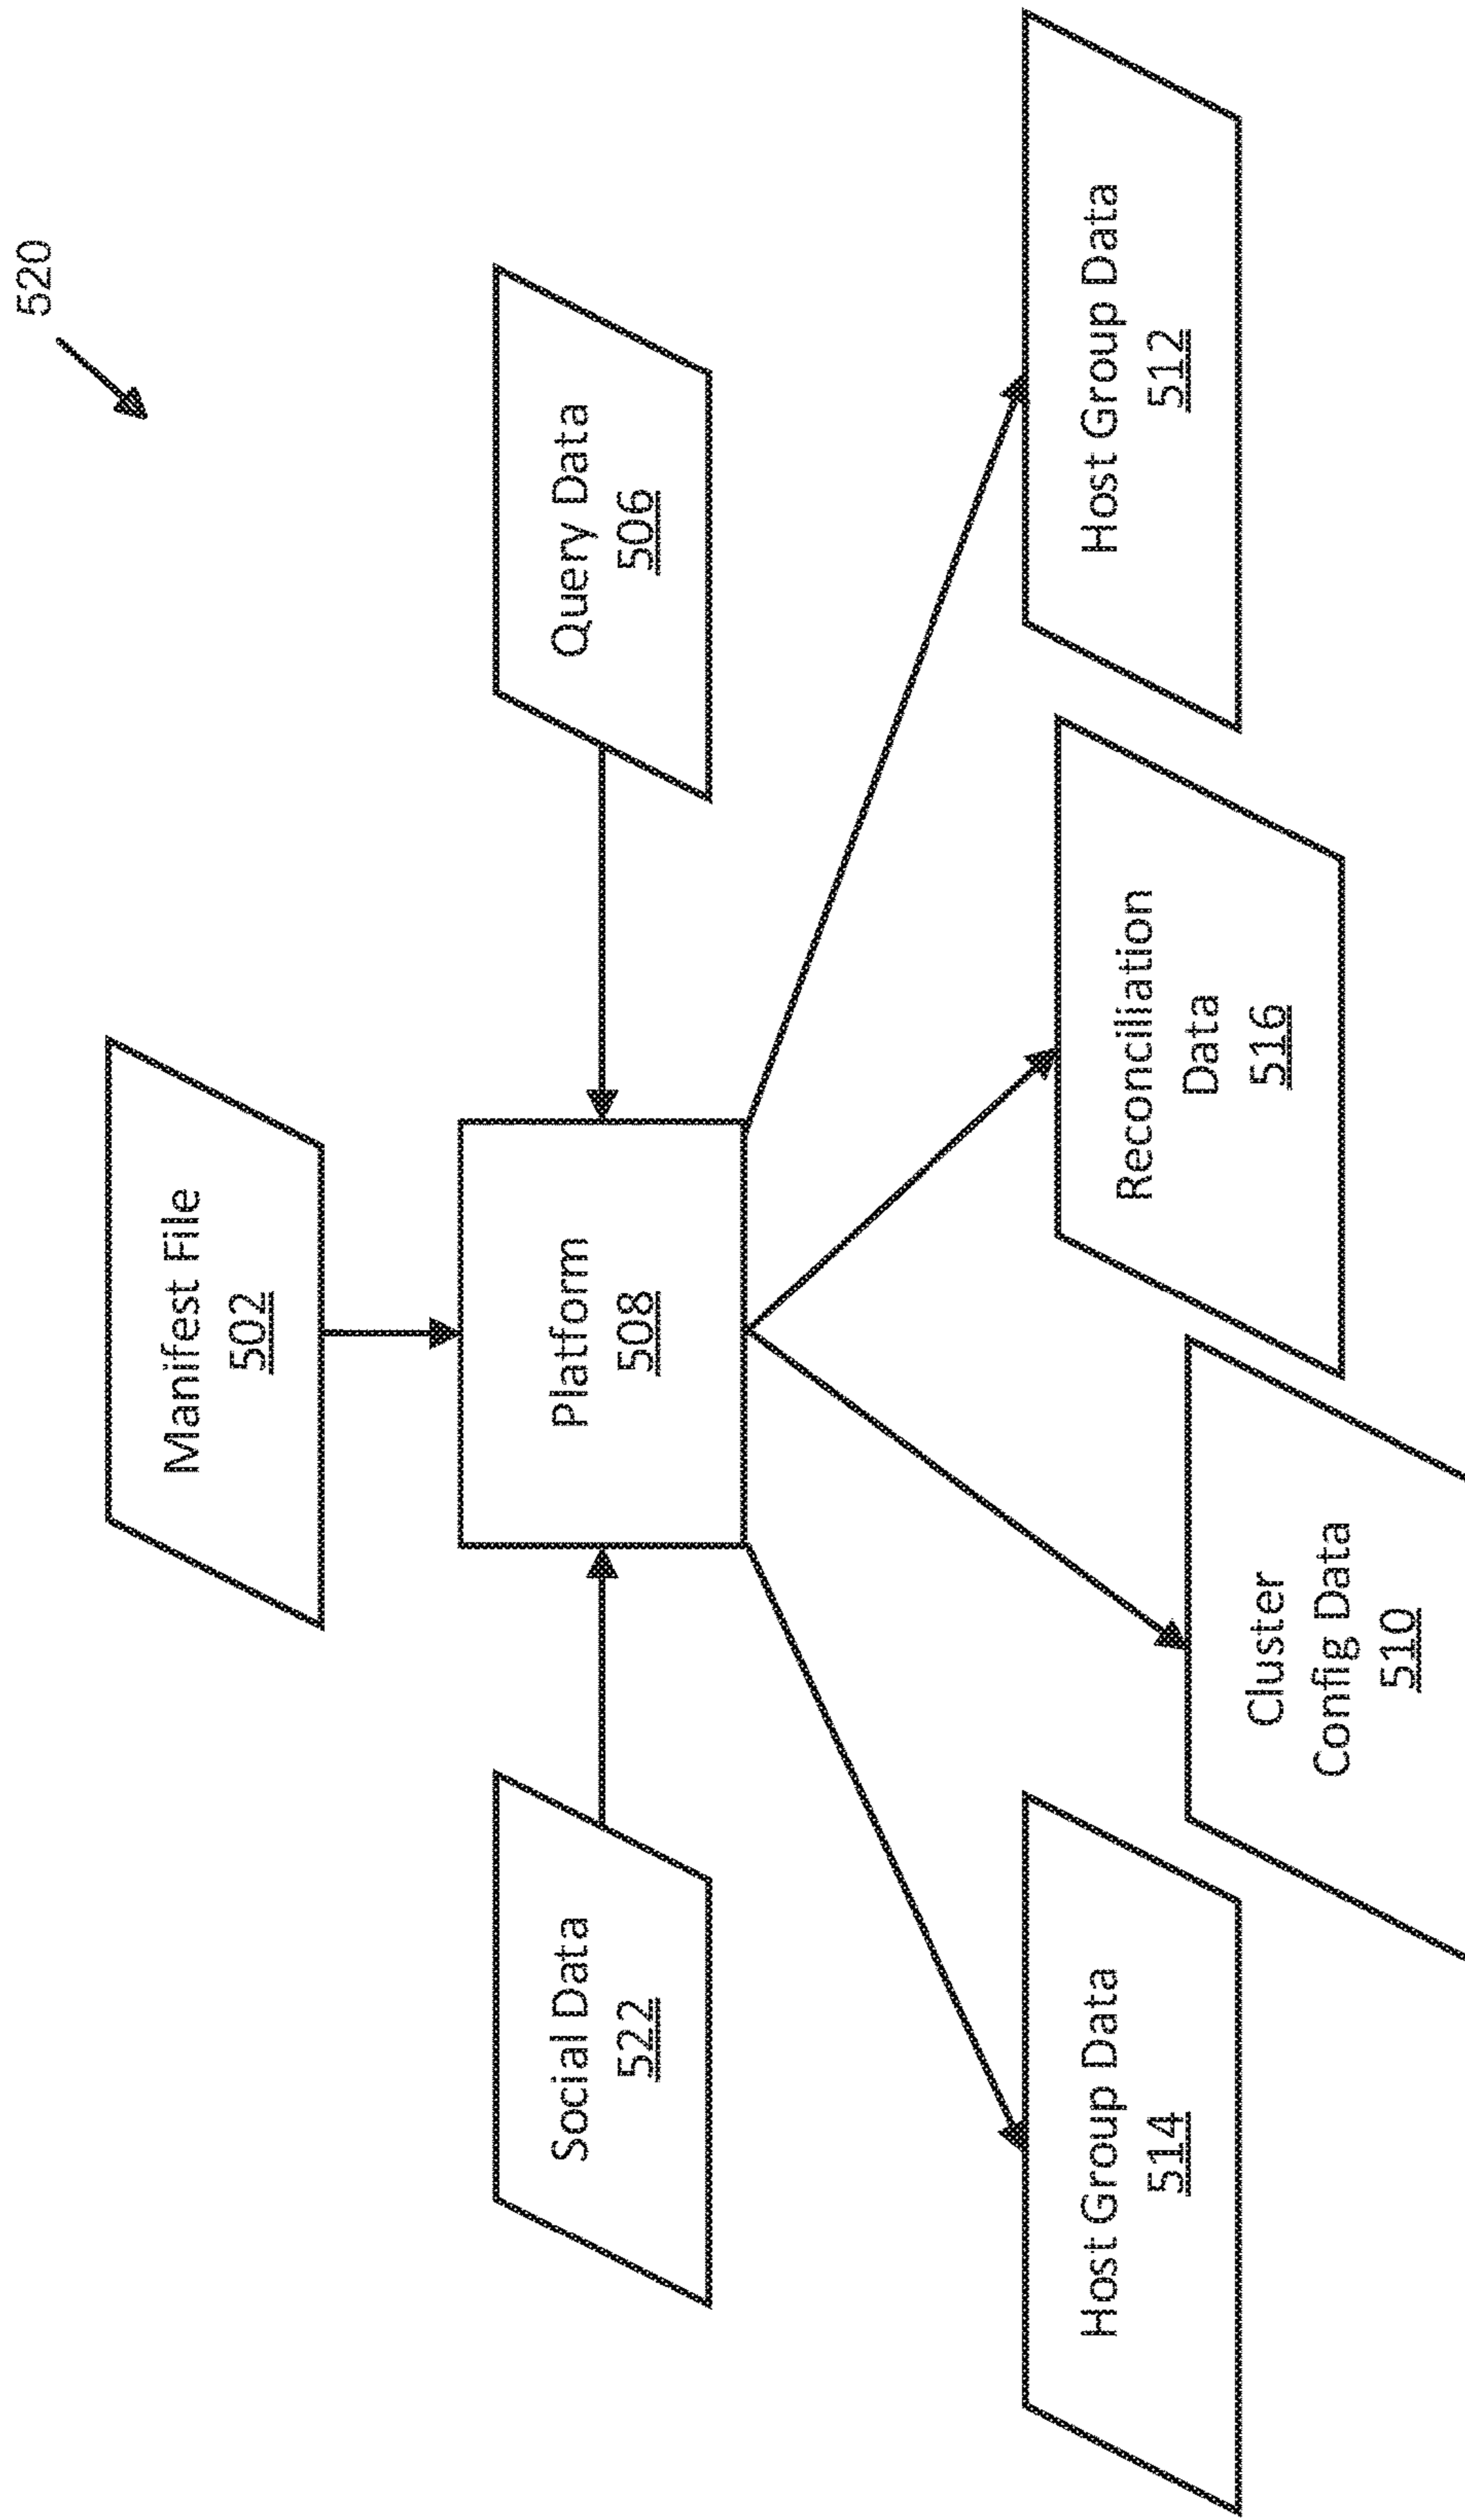 520
Manifest File
502
Social Data
522
Platform
508
Query Data
506
Host Group Data
514
Cluster
Config Data
510
Reconciliation
Data
516
Host Group Data
512